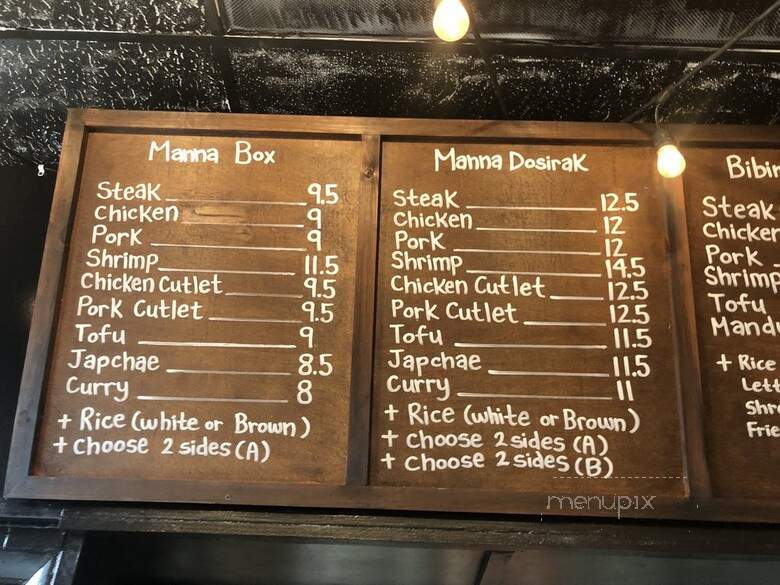 Manna Box
Steak 9.5
Chicken 9
Pork 9
Shrimp 11.5
Chicken Cutlet 9.5
Pork Cutlet 9.5
Tofu 9
Japchae 8.5
Curry 8
+ Rice (white or Brown)
+ Choose 2 sides (A)
Manna Dosirak
Steak 12.5
Chicken 12
Pork 12
Shrimp 14.5
Chicken Cutlet 12.5
Pork Cutlet 12.5
Tofu 11.5
Japchae 11.5
Curry 11
+ Rice (white or Brown)
+ Choose 2 sides (A)
+ Choose 2 sides (B)
Steak
Chicken
Pork
Shrimp
Tofu
+ Rice
menupix